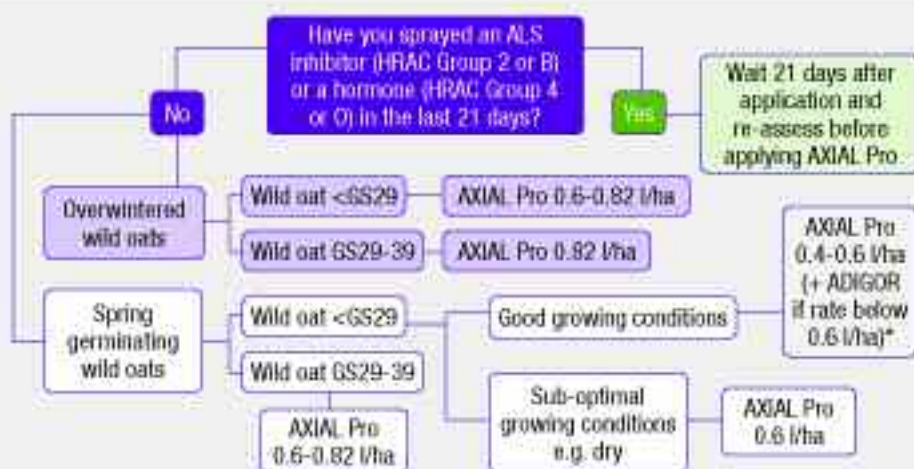 Have you sprayed an ALS
inhibitor (HRAC Group 2 or B)
or a hormone (HRAC Group 4
or O) in the last 21 days?
No
Yes
Wait 21 days after
application and
re-assess before
applying AXIAL Pro
Overwintered
wild oats
Wild oat <GS29
AXIAL Pro 0.6-0.82 l/ha
Wild oat GS29-39
AXIAL Pro 0.82 l/ha
AXIAL Pro
0.4-0.6 l/ha
(+ ADIGOR
if rate below
0.6 l/ha)*
Spring
germinating
wild oats
Wild oat <GS29
Good growing conditions
Wild oat GS29-39
AXIAL Pro
0.6-0.82 l/ha
Sub-optimal
growing conditions
e.g. dry
AXIAL Pro
0.6 l/ha